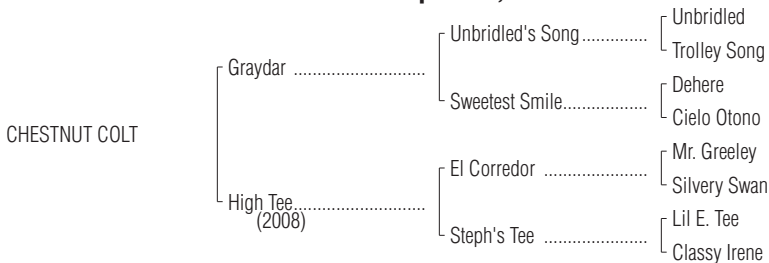 Unbridled
Unbridled's Song..............
Trolley Song
Graydar ............................
Dehere
Sweetest Smile...................
Cielo Otono
CHESTNUT COLT
Mr. Greeley
El Corredor .......................
Silvery Swan
High Tee............................
(2008)
Lil E. Tee
Steph's Tee .......................
Classy Irene